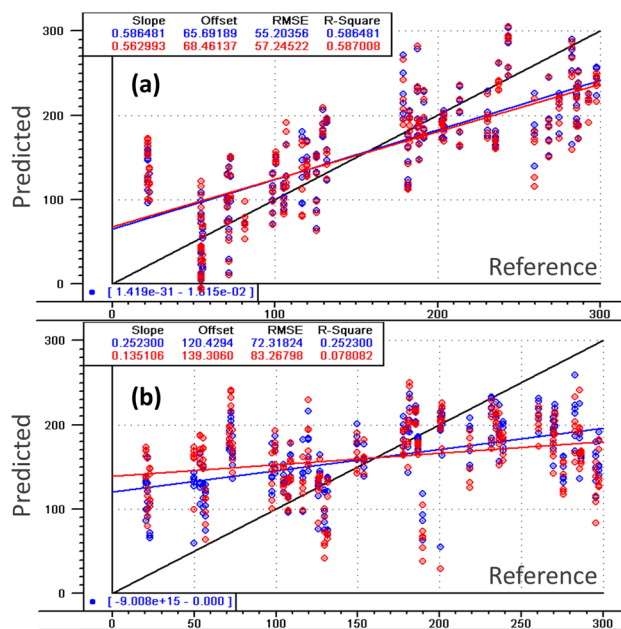 Slope Offset RMSE R-Square
0.586481 65.69189 55.20356 0.586481
0.562993 68.46137 57.24522 0.587008
300
(a)
200
Predicted
100
Reference
0
[ 1.419e-31 - 1.815e-02 ]
0 100 200 300
Slope Offset RMSE R-Square
0.252300 120.4294 72.31824 0.252300
0.135106 139.3060 83.26798 0.078082
300
(b)
200
Predicted
100
Reference
0
[ -9.008e+15 - 0.000 ]
0 50 100 150 200 250 300